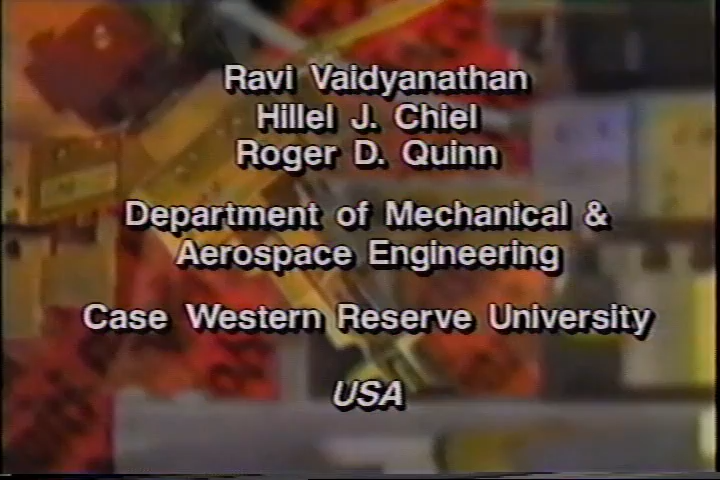 Ravi Vaidyanathan
Hillel J. Chiel
Roger D. Quinn
Department of Mechanical &
Aerospace Engineering
Case Western Reserve University
USA